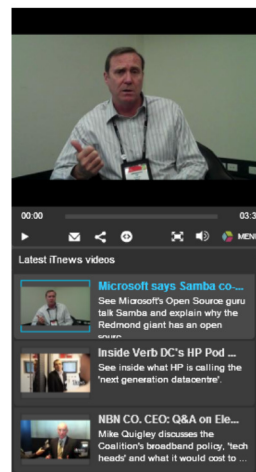 00:00
03:3
MENU
Latest iTnews videos
Microsoft says Samba co-...
See Microsoft's Open Source guru
talk Samba and explain why the
Redmond giant has an open
Inside Verb DC's HP Pod ...
See inside what HP is calling the
'next generation datacentre'.
NBN CO. CEO: Q&A on Ele...
Mike Quigley discusses the
Coalition's broadband policy, 'tech
heads' and what it would cost to ...